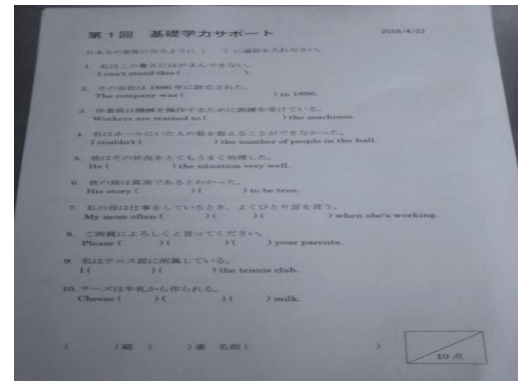 第1回 基礎学力サポート 2018/4/23
日本文の意味になるように( )に適語を入れなさい。
1. 私はこの暑さにはがまんできない。
I can't stand this ( ).
2. その会社は1896年に設立された。
The company was ( ) in 1896.
3. 作業員は機械を操作するために訓練を受けている。
Workers are trained to ( ) the machines.
4. 私はホールにいた人の数を数えることができなかった。
I couldn't ( ) the number of people in the hall.
5. 彼はその状況をとてもうまく処理した。
He ( ) the situation very well.
6. 彼の話は真実であるとわかった。
His story ( )( ) to be true.
7. 私の母は仕事をしているとき、よくひとり言を言う。
My mom often ( )( )( ) when she's working.
8. ご両親によろしくと言ってください。
Please ( )( )( ) your parents.
9. 私はテニス部に所属している。
I ( )( ) the tennis club.
10. チーズは牛乳から作られる。
Cheese ( )( )( ) milk.
( )組 ( )番 名前( )
10点